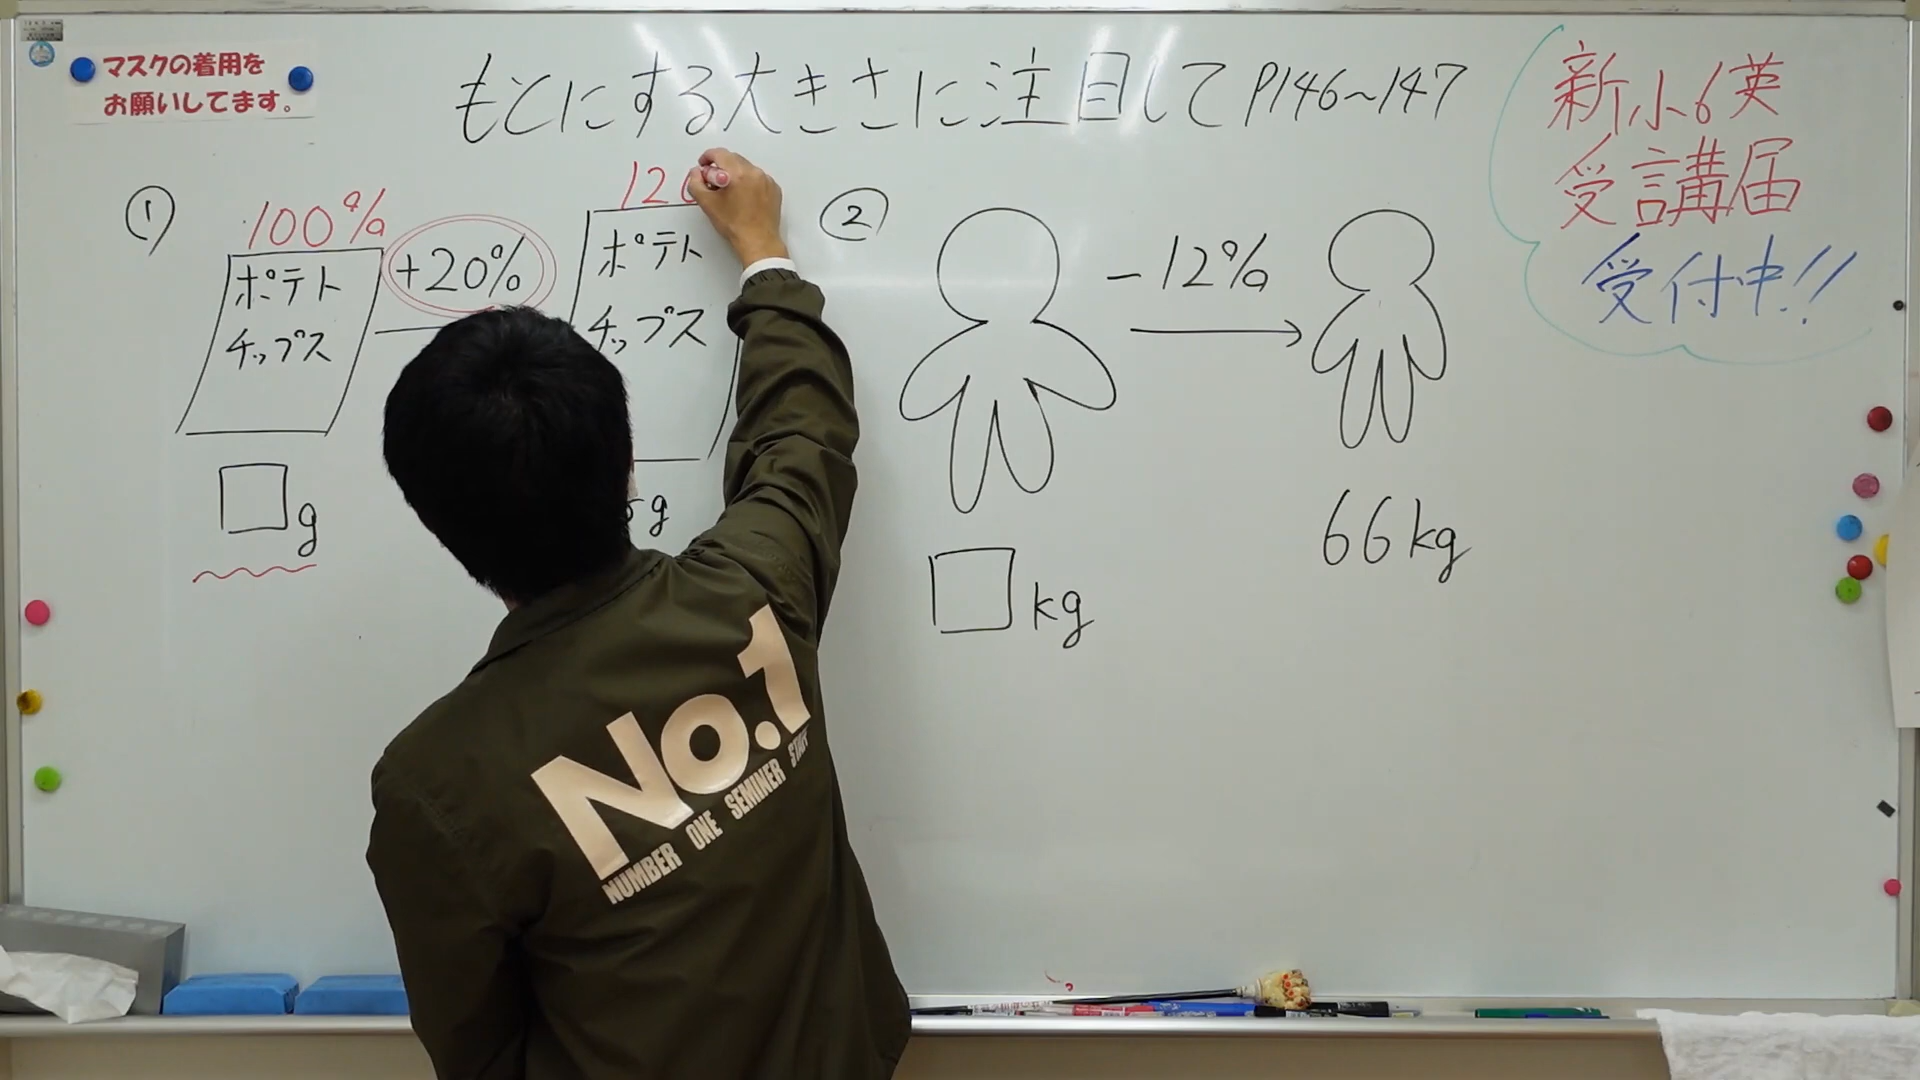 マスクの着用を
お願いしてます。
もとにする大きさに注目して P146~147
新小6英
受講届
受付中!!
①
100%
ポテト
チップス
+20%
120
ポテト
チップス
□g
5g
②
-12%
□kg
66kg
No.1
NUMBER ONE SEMINER STAFF